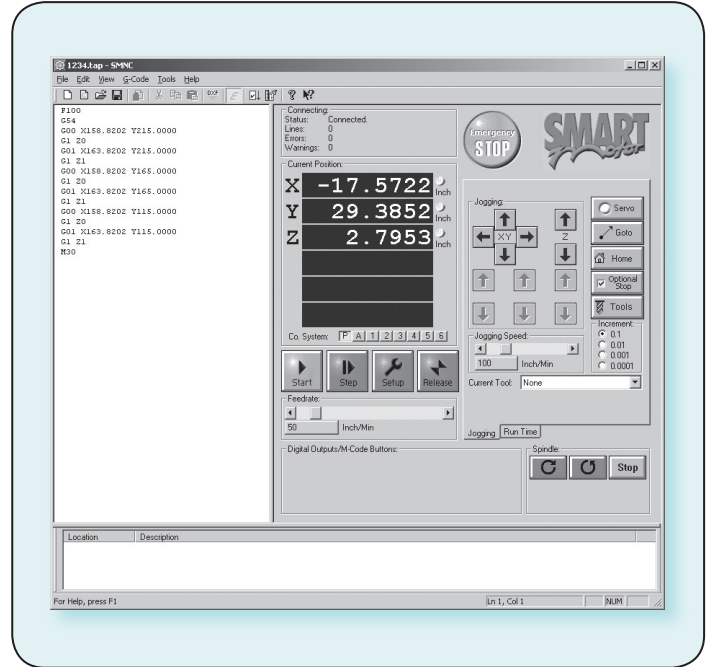 1234.tap - SMNC
File Edit View G-Code Tools Help
F100
G54
G00 X158.8202 Y215.0000
G1 Z0
G01 X163.8202 Y215.0000
G1 Z1
G00 X158.8202 Y165.0000
G1 Z0
G01 X163.8202 Y165.0000
G1 Z1
G00 X158.8202 Y115.0000
G1 Z0
G01 X163.8202 Y115.0000
G1 Z1
M30
Connecting:
Status: Connected.
Lines: 0
Errors: 0
Warnings: 0
Current Position:
X -17.5722 Inch
Y 29.3852 Inch
Z 2.7953 Inch
Co. System: P A 1 2 3 4 5 6
Start Step Setup Release
Feedrate:
50 Inch/Min
Digital Outputs/M-Code Buttons:
Emergency
STOP
SMART
Motor
Jogging:
XY Z
Servo
Goto
Home
Optional
Stop
Tools
Jogging Speed:
100 Inch/Min
Increment:
0.1
0.01
0.001
0.0001
Current Tool: None
Jogging Run Time
Spindle:
Stop
Location Description
For Help, press F1 Ln 1, Col 1 NUM